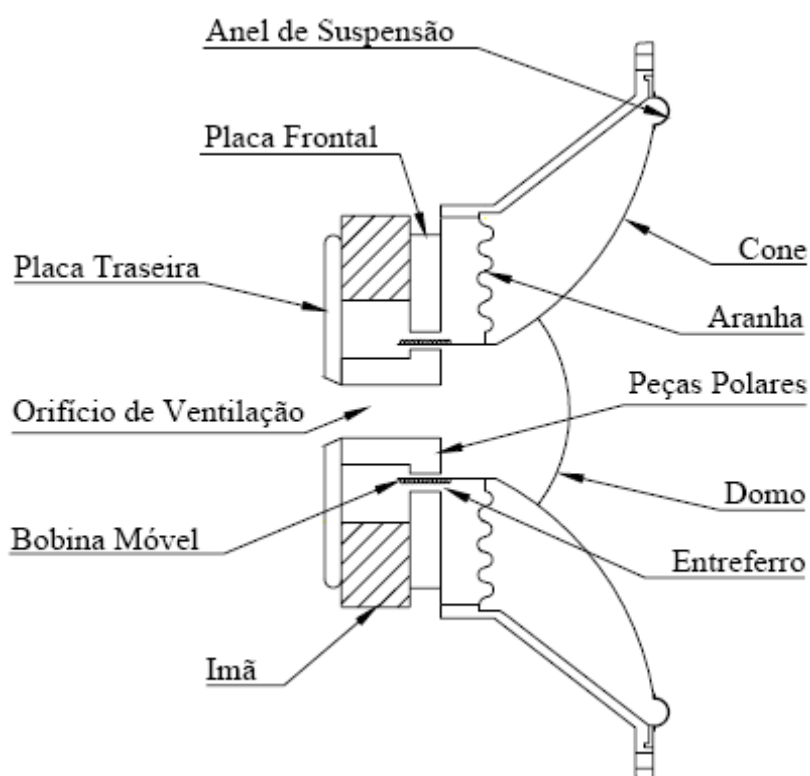 Anel de Suspensão
Placa Frontal
Placa Traseira
Cone
Aranha
Peças Polares
Orifício de Ventilação
Domo
Bobina Móvel
Entreferro
Imã